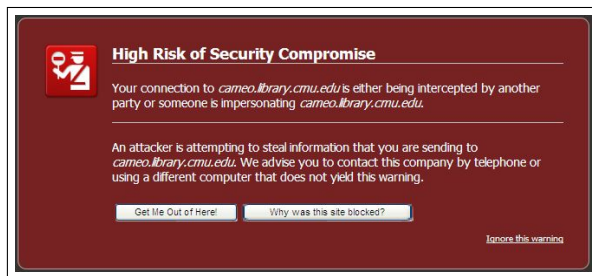 High Risk of Security Compromise
Your connection to cameo.library.cmu.edu is either being intercepted by another
party or someone is impersonating cameo.library.cmu.edu.
An attacker is attempting to steal information that you are sending to
cameo.library.cmu.edu. We advise you to contact this company by telephone or
using a different computer that does not yield this warning.
Get Me Out of Here! Why was this site blocked?
Ignore this warning